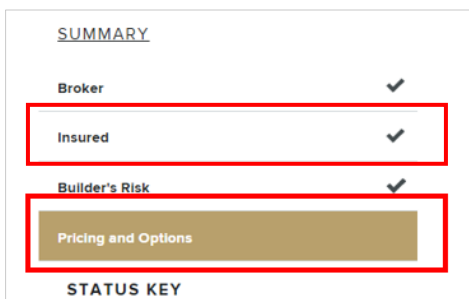 SUMMARY
Broker
Insured
Builder's Risk
Pricing and Options
STATUS KEY